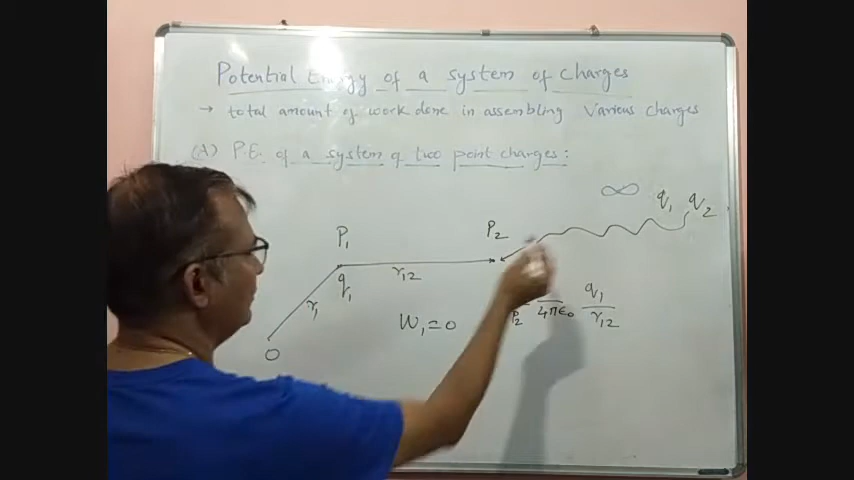 Potential Energy of a system of charges
→ total amount of work done in assembling various charges
(A) P.E. of a system of two point charges:
∞ q₁ q₂
P₁ P₂
r₁₂
q₁
r₁
W₁=0
P₂ 4πϵ₀ q₁ r₁₂
O